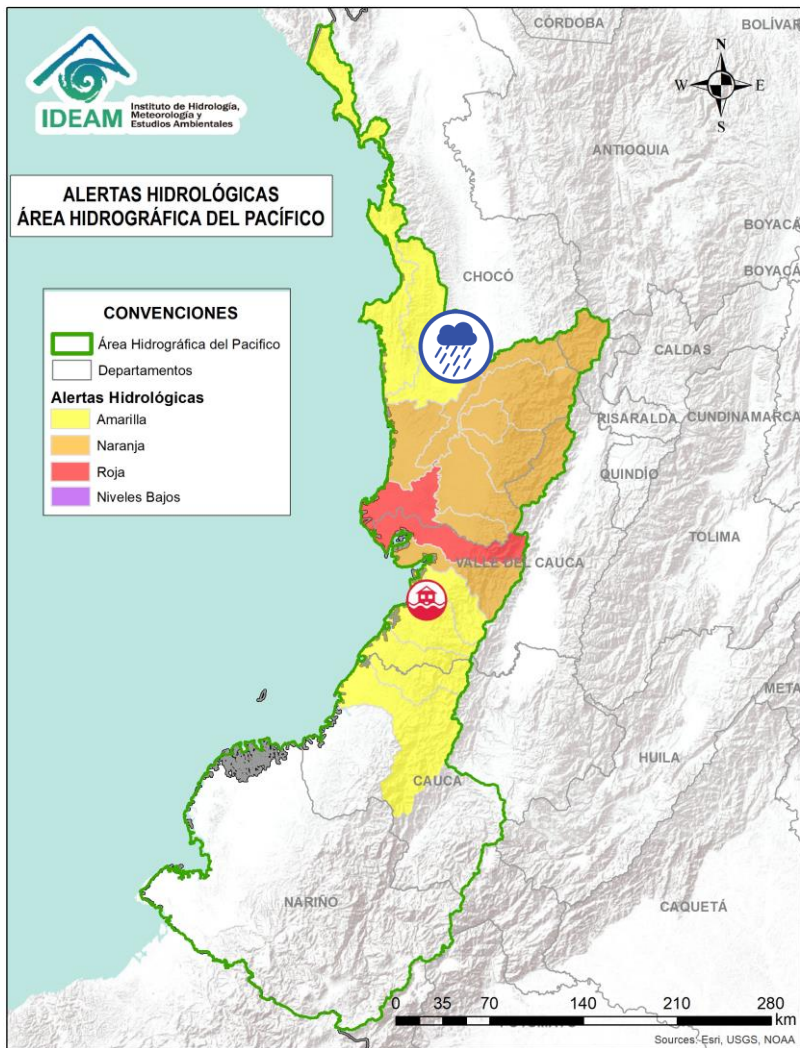 CÓRDOBA
BOLÍVAR
N
W
E
S
IDEAM
Instituto de Hidrología,
Meteorología y
Estudios Ambientales
ANTIOQUIA
ALERTAS HIDROLÓGICAS
ÁREA HIDROGRÁFICA DEL PACÍFICO
BOYACÁ
BOYACÁ
CHOCÓ
CONVENCIONES
Área Hidrográfica del Pacifico
Departamentos
Alertas Hidrológicas
Amarilla
Naranja
Roja
Niveles Bajos
CALDAS
RISARALDA
CUNDINAMARCA
QUINDÍO
TOLIMA
VALLE DEL CAUCA
META
HUILA
CAUCA
NARIÑO
CAQUETÁ
0 35 70 140 210 280
km
Sources: Esri, USGS, NOAA